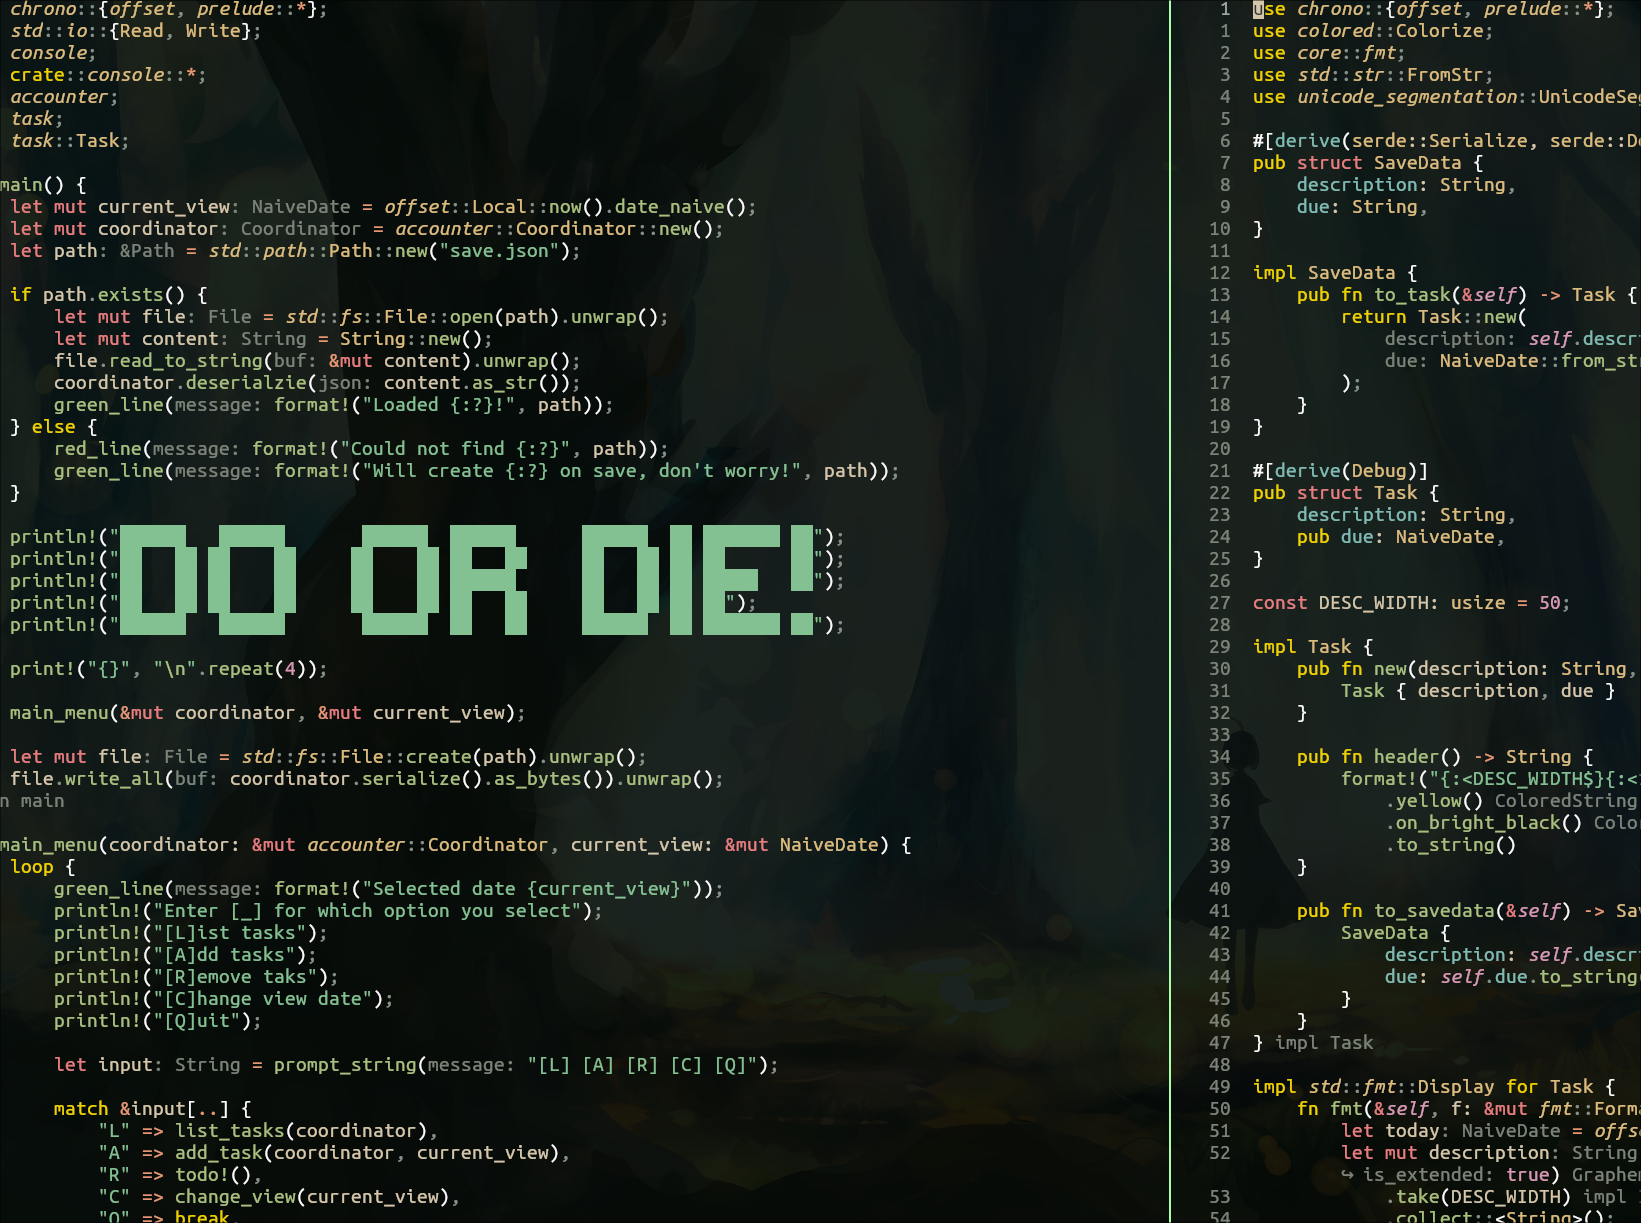 chrono::{offset, prelude::*};
std::io::{Read, Write};
console;
crate::console::*;
accounter;
task;
task::Task;
main() {
let mut current_view: NaiveDate = offset::Local::now().date_naive();
let mut coordinator: Coordinator = accounter::Coordinator::new();
let path: &Path = std::path::Path::new("save.json");
if path.exists() {
let mut file: File = std::fs::File::open(path).unwrap();
let mut content: String = String::new();
file.read_to_string(buf: &mut content).unwrap();
coordinator.deserialzie(json: content.as_str());
green_line(message: format!("Loaded {:?}!", path));
} else {
red_line(message: format!("Could not find {:?}", path));
green_line(message: format!("Will create {:?} on save, don't worry!", path));
}
println!("");
println!("");
println!("");
println!("");
println!("");
DO OR DIE!
print!("{}", "\n".repeat(4));
main_menu(&mut coordinator, &mut current_view);
let mut file: File = std::fs::File::create(path).unwrap();
file.write_all(buf: coordinator.serialize().as_bytes()).unwrap();
n main
main_menu(coordinator: &mut accounter::Coordinator, current_view: &mut NaiveDate) {
loop {
green_line(message: format!("Selected date {current_view}"));
println!("Enter [_] for which option you select");
println!("[L]ist tasks");
println!("[A]dd tasks");
println!("[R]emove taks");
println!("[C]hange view date");
println!("[Q]uit");
let input: String = prompt_string(message: "[L] [A] [R] [C] [Q]");
match &input[..] {
"L" => list_tasks(coordinator),
"A" => add_task(coordinator, current_view),
"R" => todo!(),
"C" => change_view(current_view),
"Q" => break,
1 use chrono::{offset, prelude::*};
1 use colored::Colorize;
2 use core::fmt;
3 use std::str::FromStr;
4 use unicode_segmentation::UnicodeSeg
5
6 #[derive(serde::Serialize, serde::De
7 pub struct SaveData {
8 description: String,
9 due: String,
10 }
11
12 impl SaveData {
13 pub fn to_task(&self) -> Task {
14 return Task::new(
15 description: self.descr
16 due: NaiveDate::from_str
17 );
18 }
19 }
20
21 #[derive(Debug)]
22 pub struct Task {
23 description: String,
24 pub due: NaiveDate,
25 }
26
27 const DESC_WIDTH: usize = 50;
28
29 impl Task {
30 pub fn new(description: String,
31 Task { description, due }
32 }
33
34 pub fn header() -> String {
35 format!("{:<DESC_WIDTH$}{:<
36 .yellow() ColoredString
37 .on_bright_black() Color
38 .to_string()
39 }
40
41 pub fn to_savedata(&self) -> Sav
42 SaveData {
43 description: self.descr
44 due: self.due.to_string(
45 }
46 }
47 } impl Task
48
49 impl std::fmt::Display for Task {
50 fn fmt(&self, f: &mut fmt::Forma
51 let today: NaiveDate = offs
52 let mut description: String
↪ is_extended: true) Graphem
53 .take(DESC_WIDTH) impl
54 .collect::<String>();